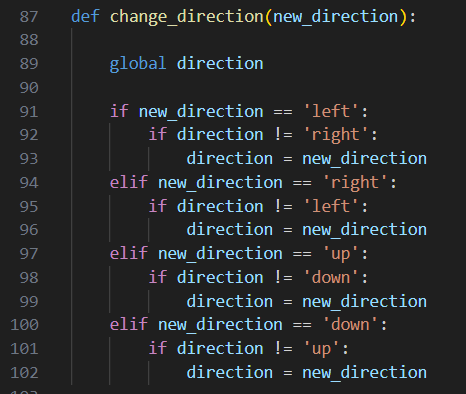 87 def change_direction(new_direction):
88
89     global direction
90
91     if new_direction == 'left':
92         if direction != 'right':
93             direction = new_direction
94     elif new_direction == 'right':
95         if direction != 'left':
96             direction = new_direction
97     elif new_direction == 'up':
98         if direction != 'down':
99             direction = new_direction
100     elif new_direction == 'down':
101         if direction != 'up':
102             direction = new_direction